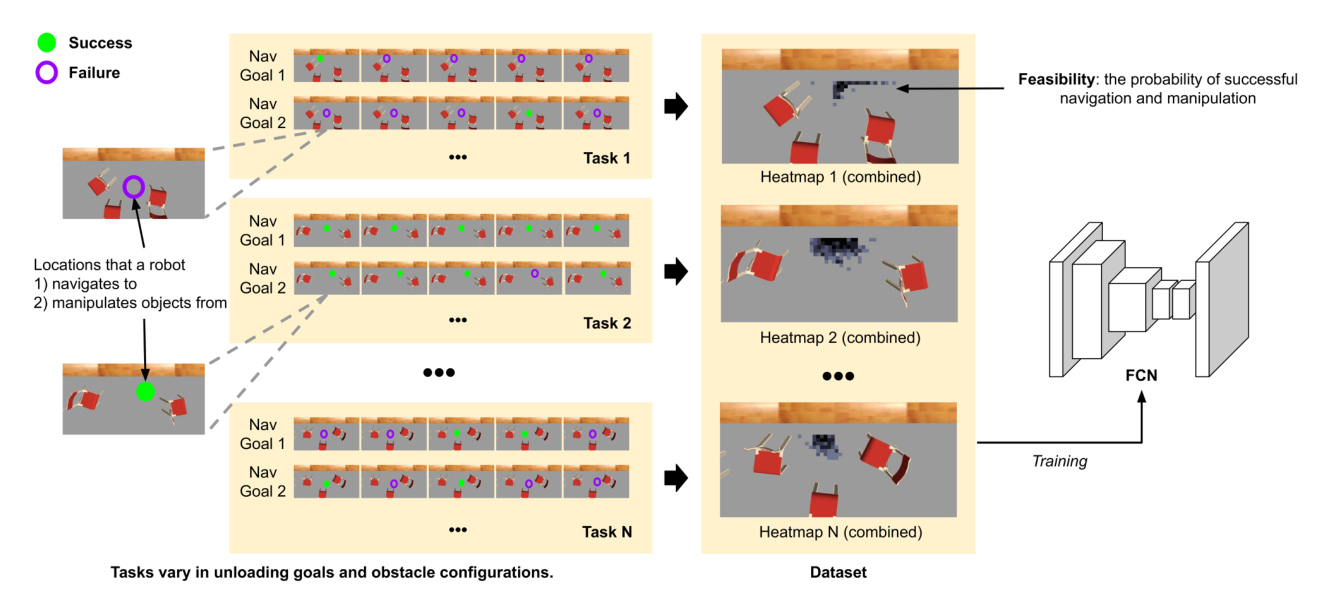 Success
Failure
Nav
Goal 1
Nav
Goal 2
•••
Task 1
Locations that a robot
1) navigates to
2) manipulates objects from
Nav
Goal 1
Nav
Goal 2
•••
Task 2
•••
Nav
Goal 1
Nav
Goal 2
•••
Task N
Tasks vary in unloading goals and obstacle configurations.
Heatmap 1 (combined)
Heatmap 2 (combined)
•••
Heatmap N (combined)
Dataset
Feasibility: the probability of successful
navigation and manipulation
FCN
Training